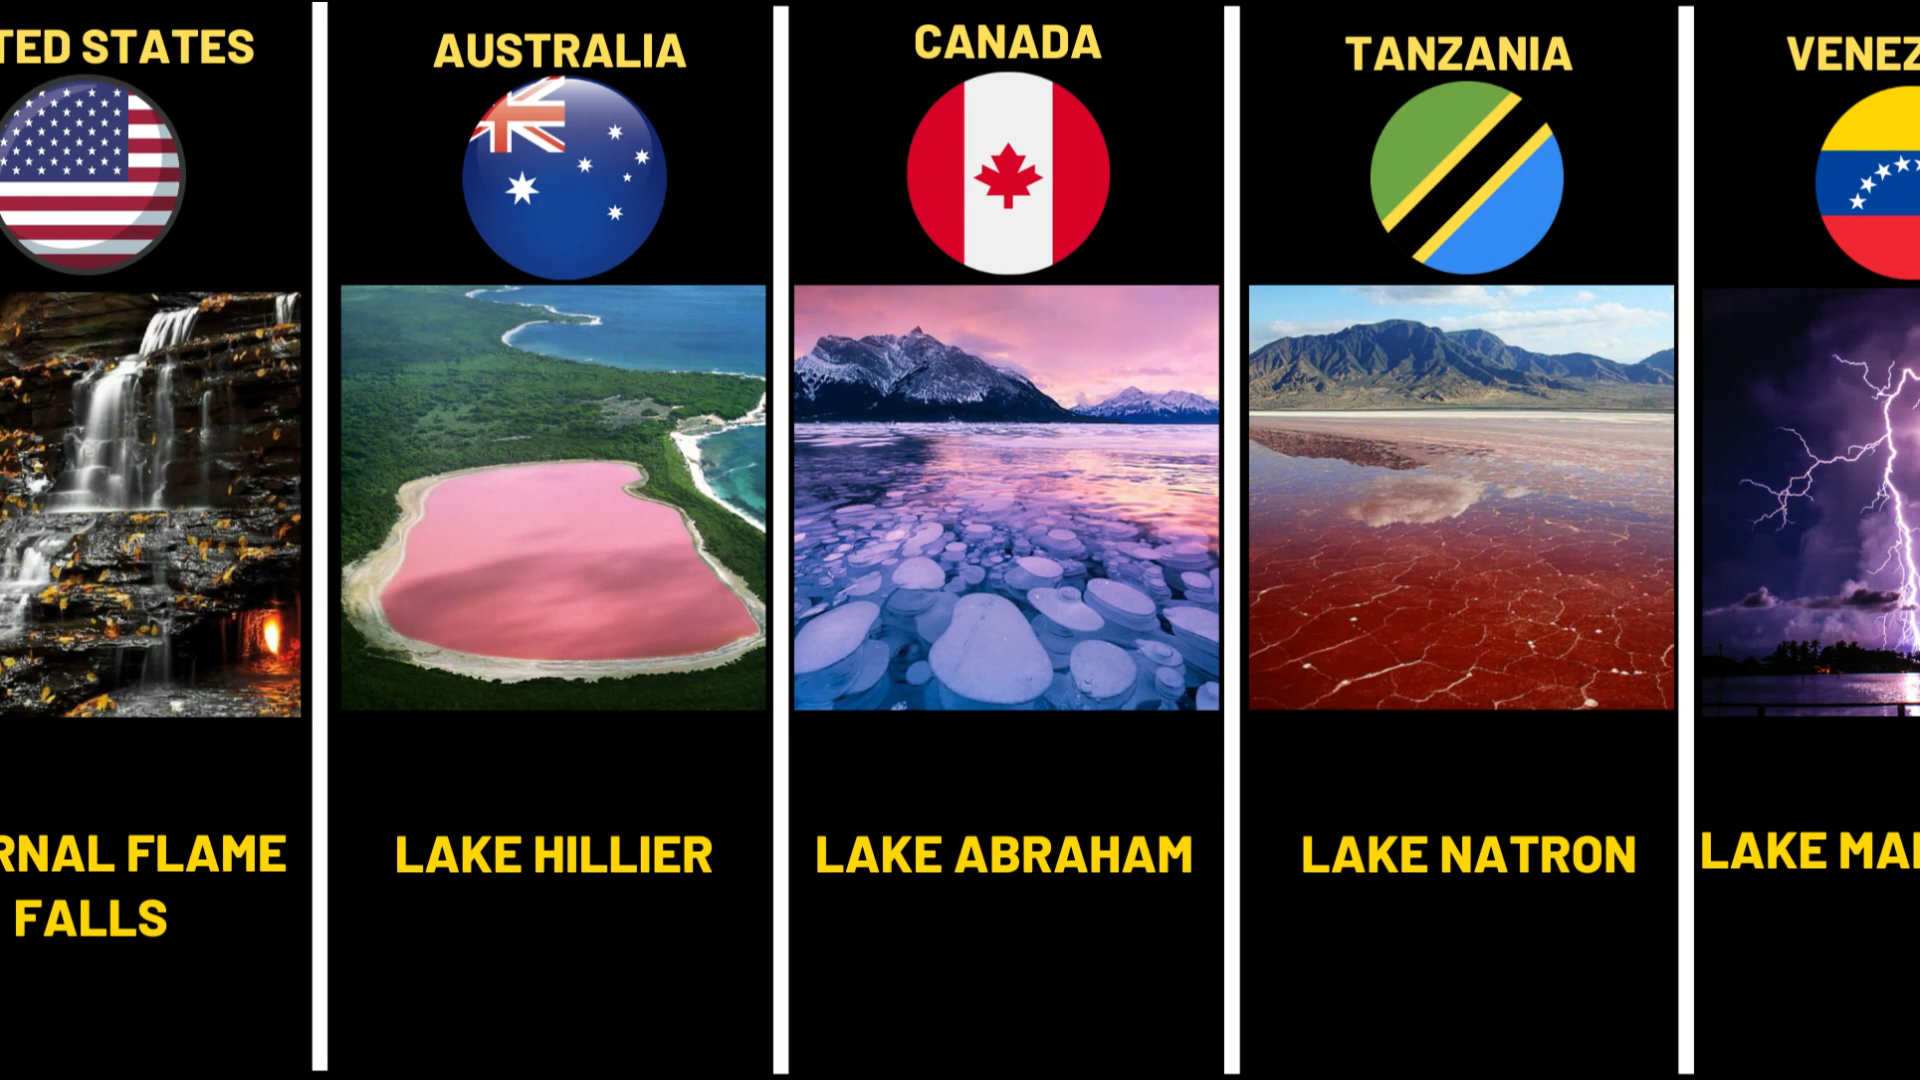 TED STATES
RNAL FLAME
FALLS
AUSTRALIA
LAKE HILLIER
CANADA
LAKE ABRAHAM
TANZANIA
LAKE NATRON
VENEZ
LAKE MA